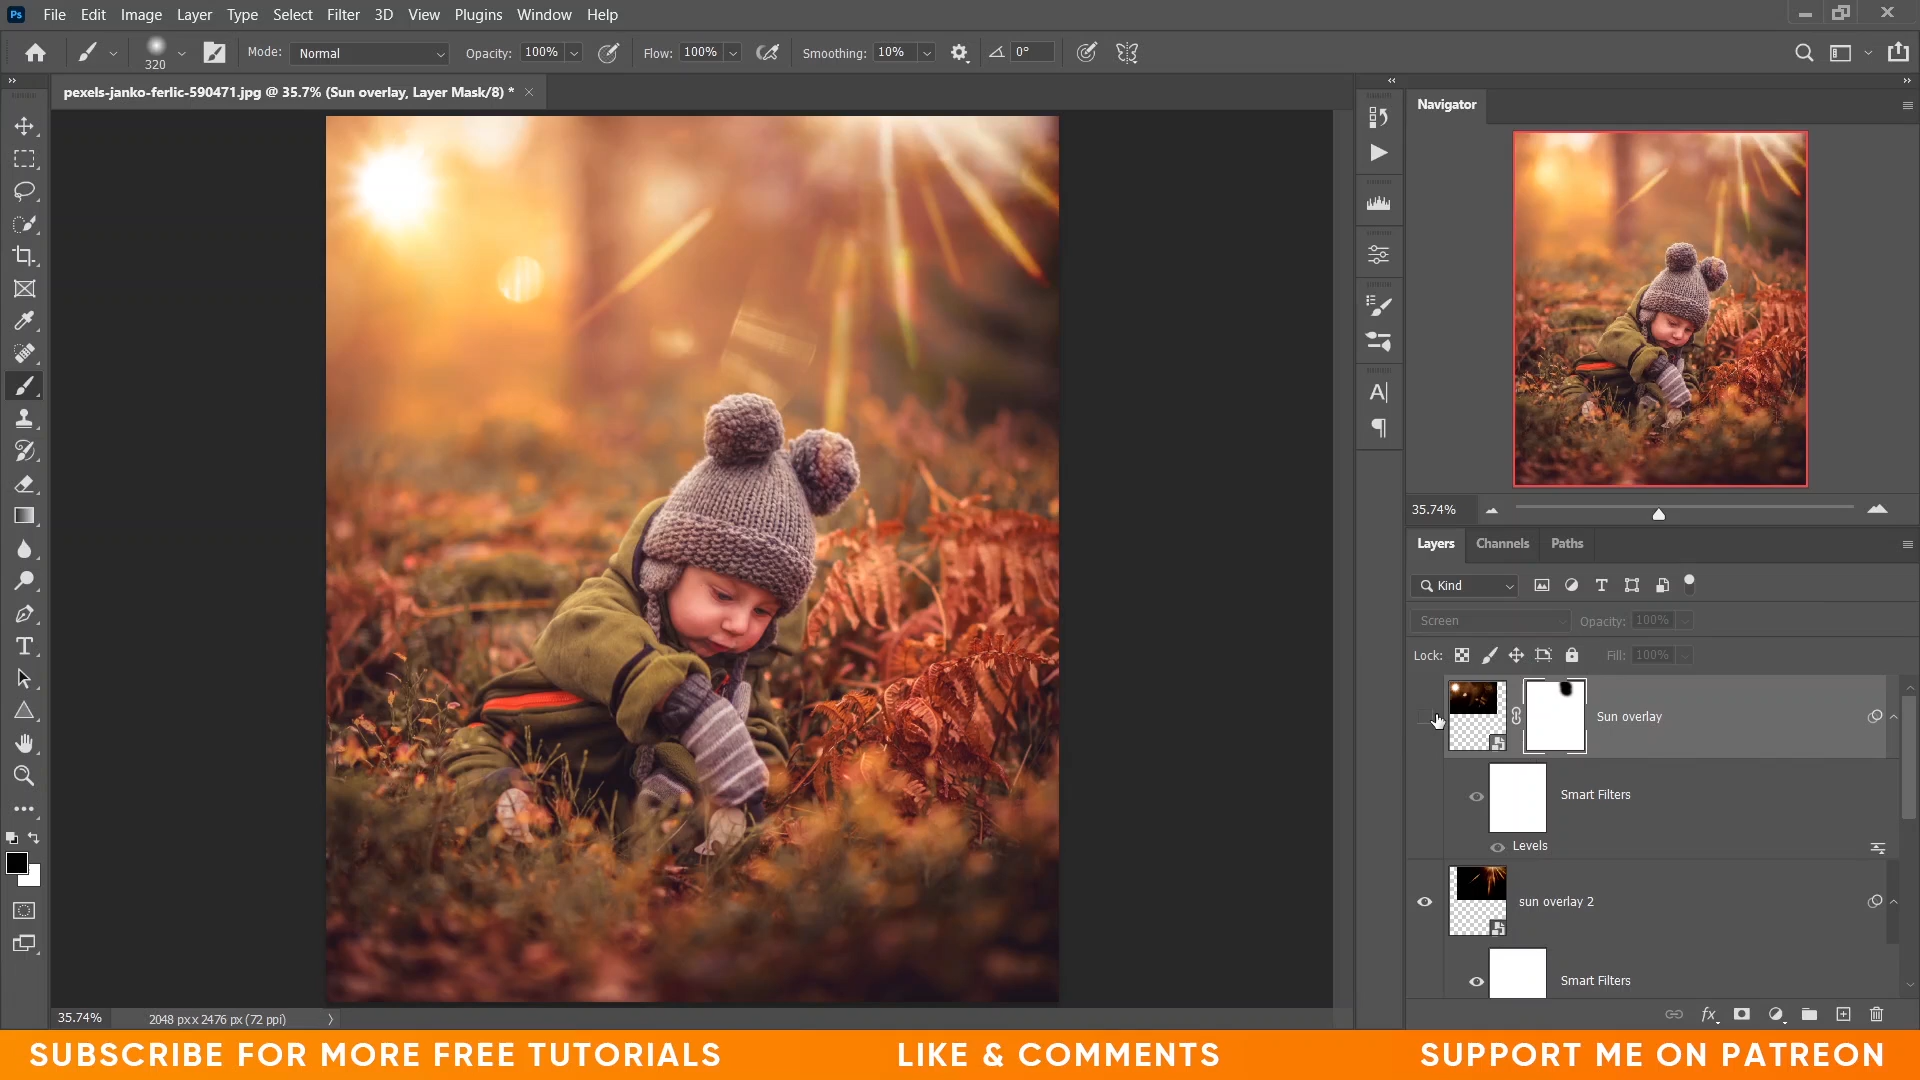 Ps File Edit Image Layer Type Select Filter 3D View Plugins Window Help
320 Mode: Normal Opacity: 100% Flow: 100% Smoothing: 10% 0°
pexels-janko-ferlic-590471.jpg @ 35.7% (Sun overlay, Layer Mask/8) *
Navigator
35.74%
Layers Channels Paths
Kind
Screen Opacity: 100%
Lock: Fill: 100%
Sun overlay
Smart Filters
Levels
sun overlay 2
Smart Filters
fx
35.74% 2048 px x 2476 px (72 ppi)
SUBSCRIBE FOR MORE FREE TUTORIALS LIKE & COMMENTS SUPPORT ME ON PATREON